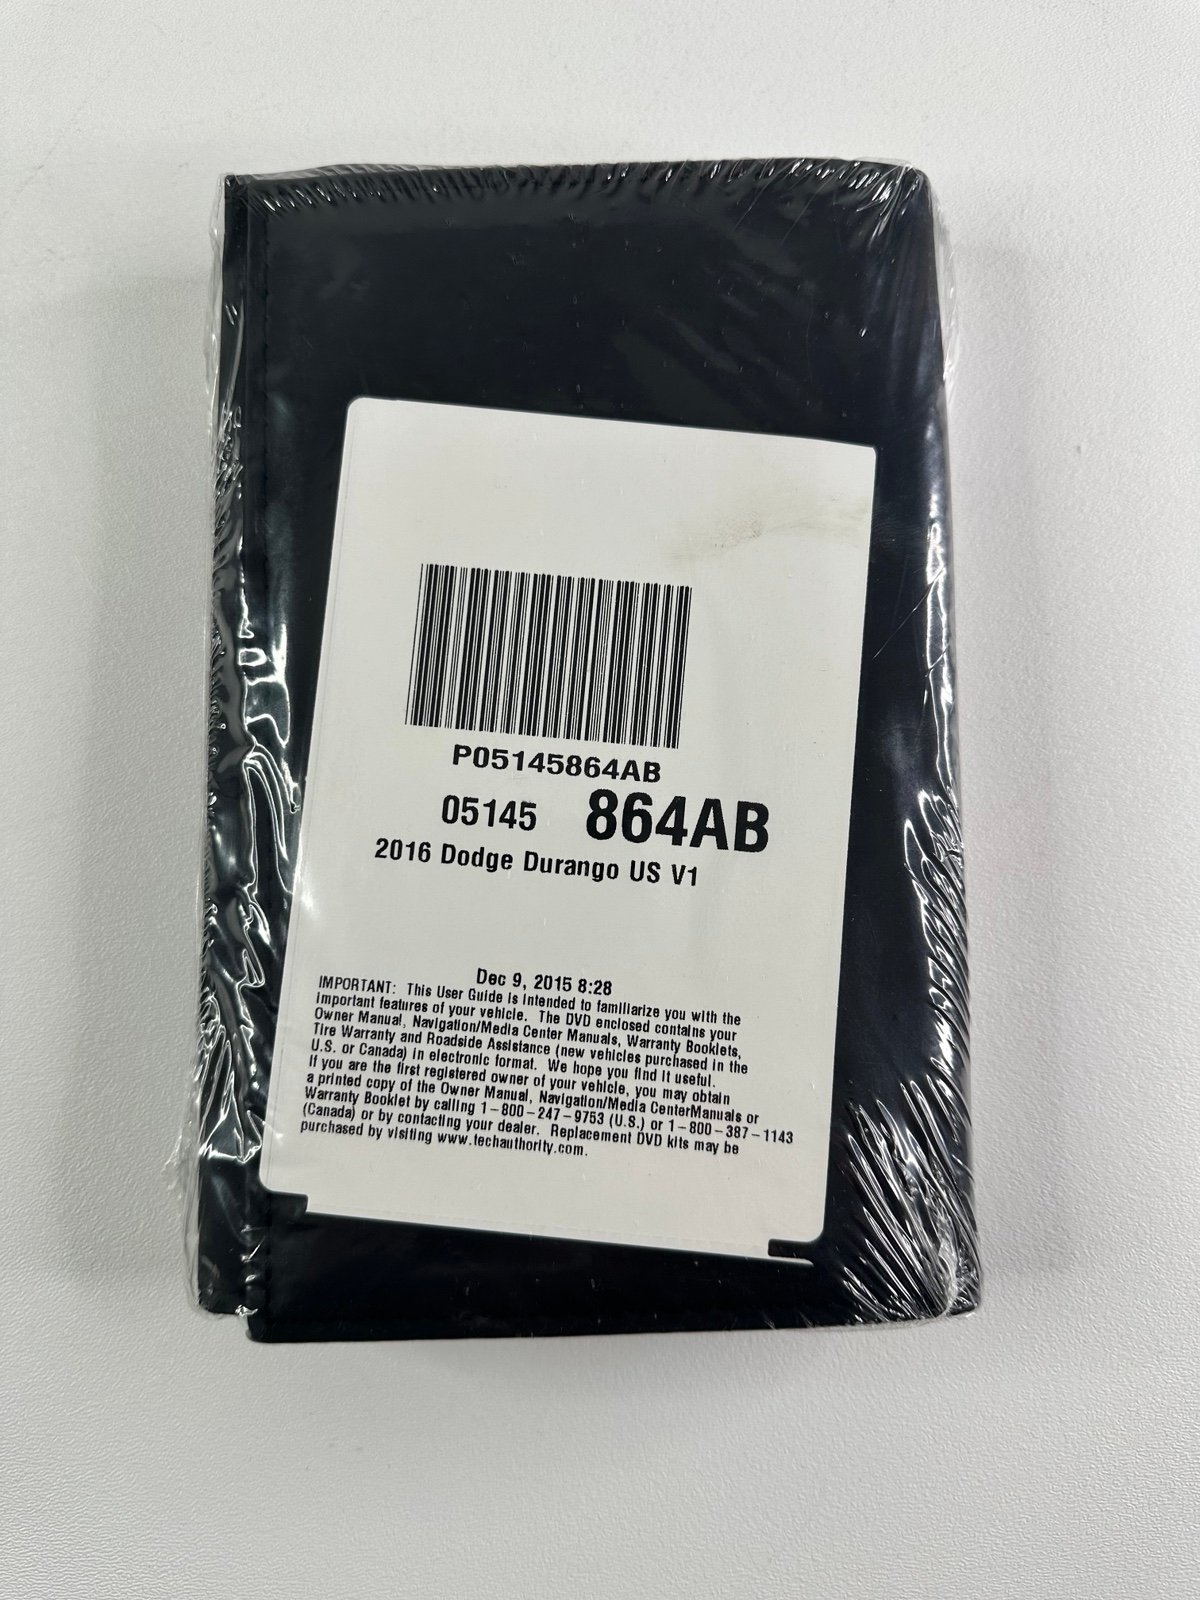 P05145864AB
05145 864AB
2016 Dodge Durango US V1
Dec 9, 2015 8:28
IMPORTANT: This User Guide is intended to familiarize you with the
important features of your vehicle. The DVD enclosed contains your
Owner Manual, Navigation/Media Center Manuals, Warranty Booklets,
Tire Warranty and Roadside Assistance (new vehicles purchased in the
U.S. or Canada) in electronic format. We hope you find it useful.
If you are the first registered owner of your vehicle, you may obtain
a printed copy of the Owner Manual, Navigation/Media CenterManuals or
Warranty Booklet by calling 1-800-247-9753 (U.S.) or 1-800-387-1143
(Canada) or by contacting your dealer. Replacement DVD kits may be
purchased by visiting www.techauthority.com.